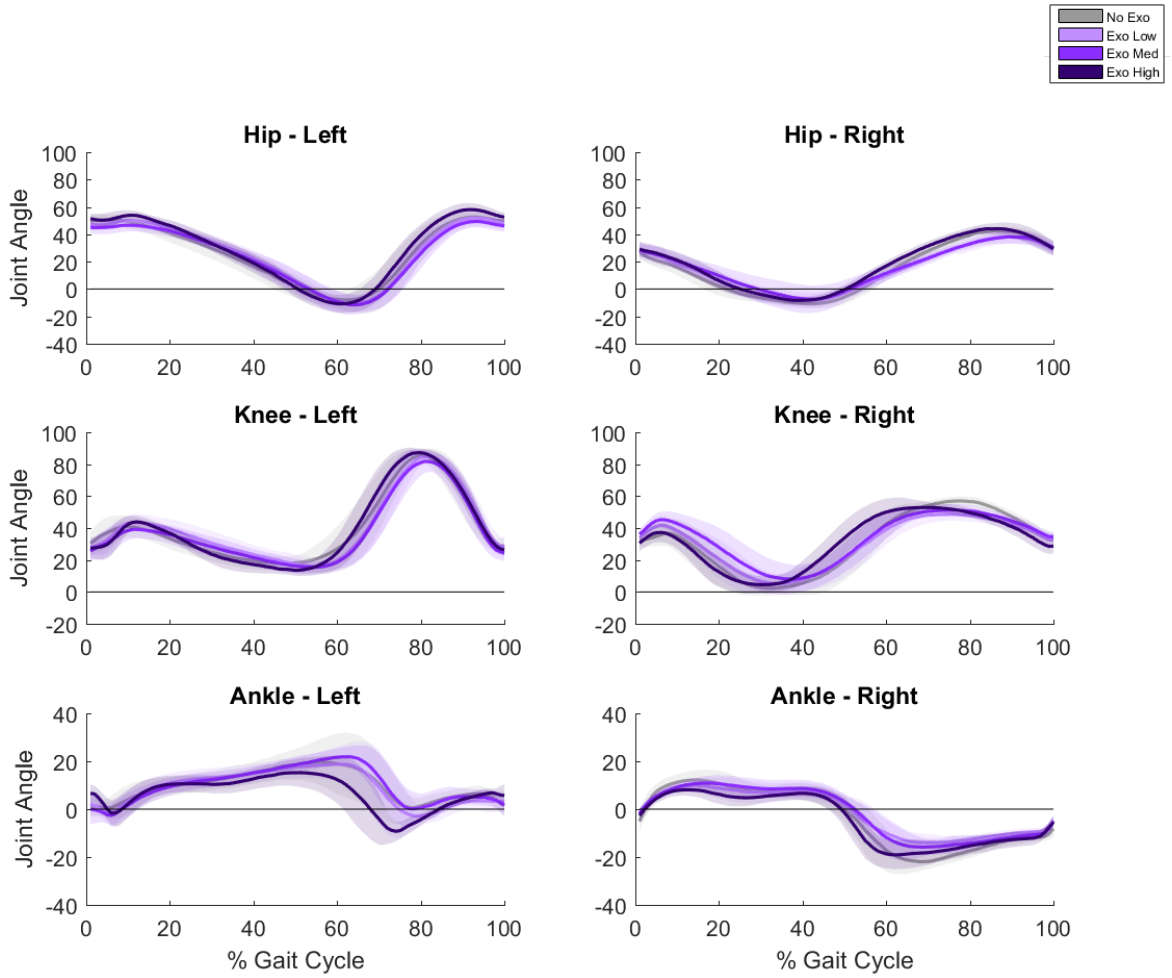 No Exo
Exo Low
Exo Med
Exo High
Hip - Left
Hip - Right
100
80
60
40
20
0
-20
-40
Joint Angle
0 20 40 60 80 100
100
80
60
40
20
0
-20
-40
0 20 40 60 80 100
Knee - Left
Knee - Right
100
80
60
40
20
0
-20
Joint Angle
0 20 40 60 80 100
100
80
60
40
20
0
-20
0 20 40 60 80 100
Ankle - Left
Ankle - Right
40
20
0
-20
-40
Joint Angle
0 20 40 60 80 100
% Gait Cycle
40
20
0
-20
-40
0 20 40 60 80 100
% Gait Cycle